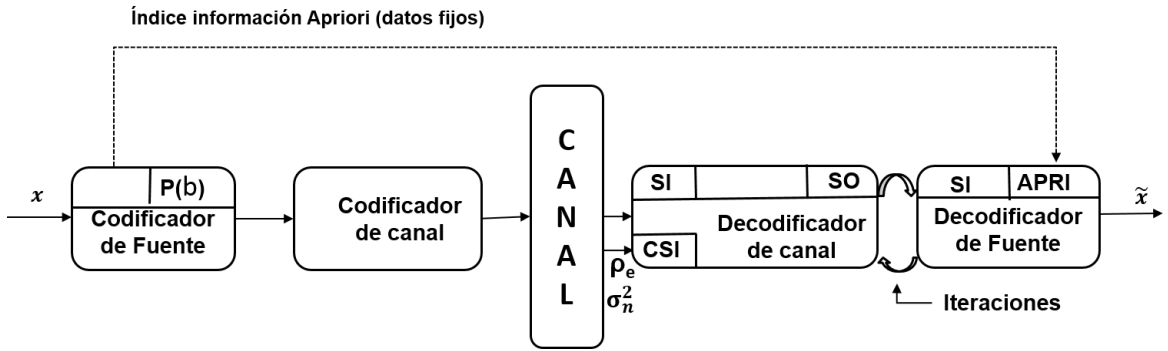 Índice información Apriori (datos fijos)
x
P(b)
Codificador
de Fuente
Codificador
de canal
C
A
N
A
L
ρe
σn2
SI
SO
CSI
Decodificador
de canal
SI
APRI
Decodificador
de Fuente
x̃
Iteraciones